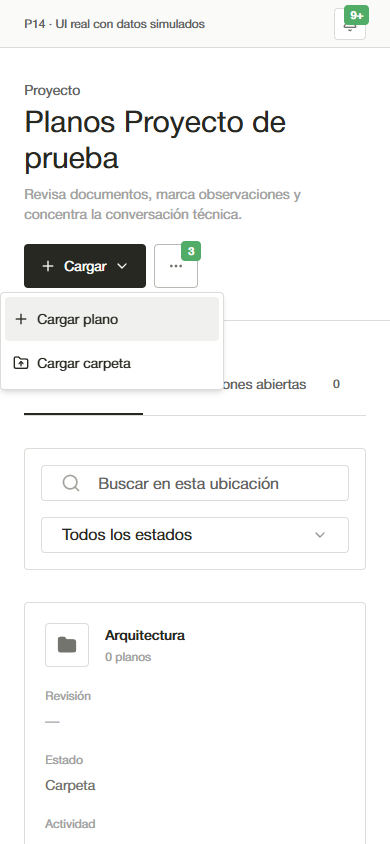 P14 · UI real con datos simulados
9+
Proyecto
Planos Proyecto de
prueba
Revisa documentos, marca observaciones y
concentra la conversación técnica.
Cargar
3
Cargar plano
Cargar carpeta
ones abiertas
0
Buscar en esta ubicación
Todos los estados
Arquitectura
0 planos
Revisión
—
Estado
Carpeta
Actividad